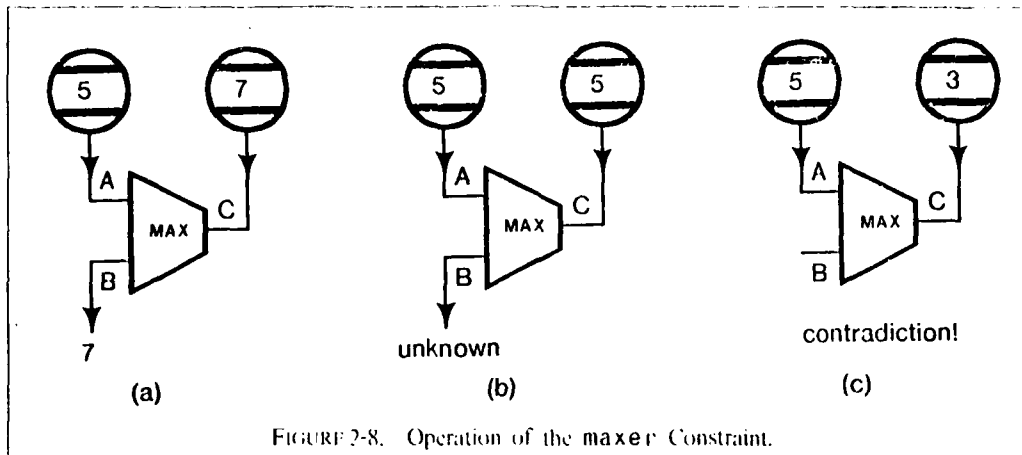 5 7 5 5 5 3
A C A C A C
MAX MAX MAX
B B B
7 unknown contradiction!
(a) (b) (c)
FIGURE 2-8. Operation of the maxer Constraint.